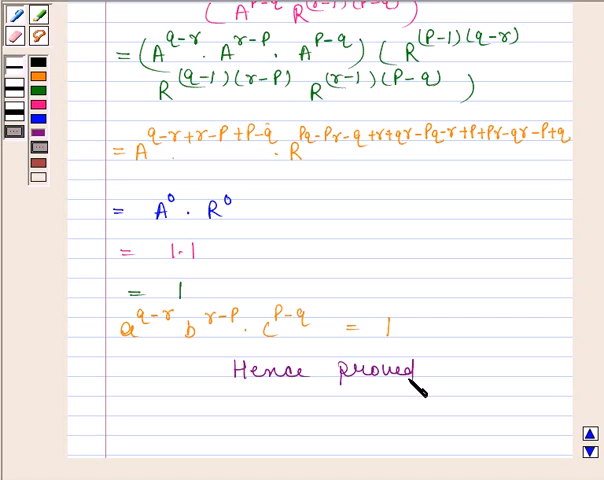 (A^{p-q} R^{(r-1)(p-q)})
= (A^{q-r} . A^{r-p} . A^{p-q}) (R^{(p-1)(q-r)}
R^{(q-1)(r-p)} R^{(r-1)(p-q)})
= A^{q-r+r-p+p-q} . R^{pq-pr-q+r+qr-pq-r+p+pr-qr-p+q}
= A^0 . R^0
= 1.1
= 1
a^{q-r} b^{r-p} . c^{p-q} = 1
Hence proved